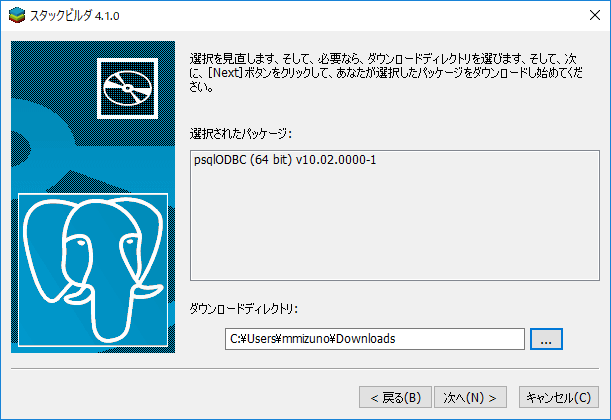 スタックビルダ 4.1.0
選択を見直します、そして、必要なら、ダウンロードディレクトリを選びます、そして、次
に、[Next]ボタンをクリックして、あなたが選択したパッケージをダウンロードし始めてくだ
さい。
選択されたパッケージ:
psqlODBC (64 bit) v10.02.0000-1
ダウンロードディレクトリ:
C:¥Users¥mmizuno¥Downloads
...
< 戻る(B)
次へ(N) >
キャンセル(C)